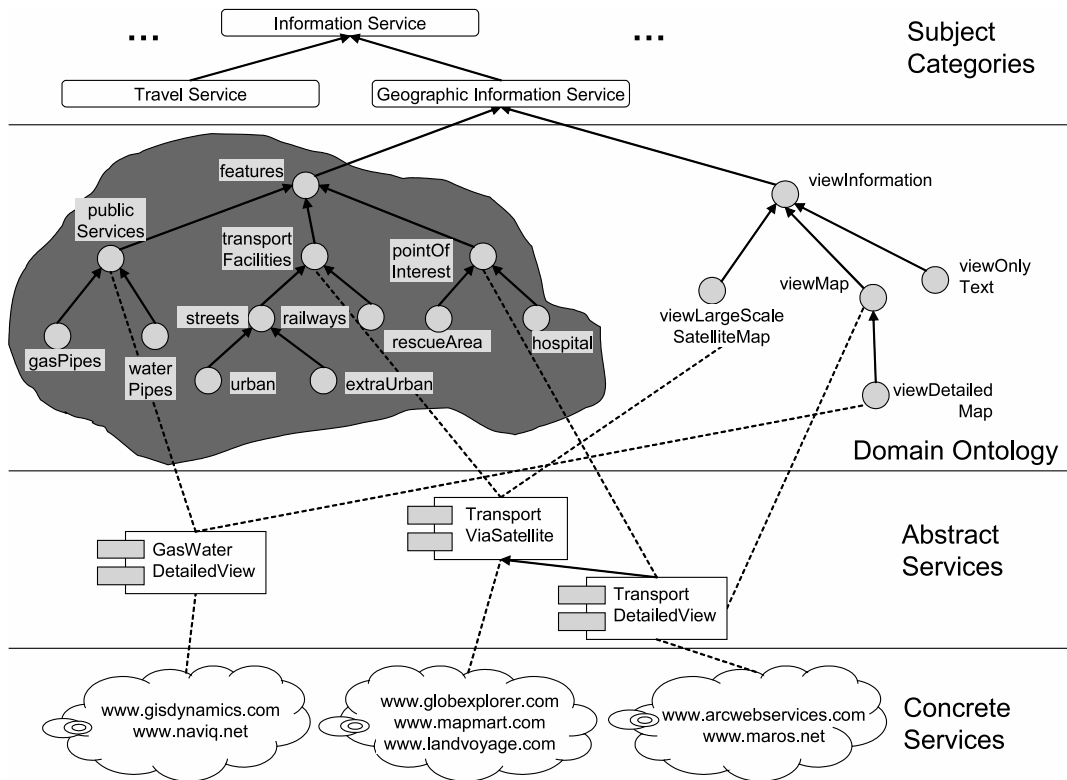 ...
Information Service
...
Subject
Categories
Travel Service
Geographic Information Service
features
viewInformation
public
Services
transport
Facilities
pointOf
Interest
viewOnly
Text
viewMap
viewLargeScale
SatelliteMap
streets
railways
rescueArea
hospital
gasPipes
water
Pipes
urban
extraUrban
viewDetailed
Map
Domain Ontology
Transport
ViaSatellite
GasWater
DetailedView
Abstract
Services
Transport
DetailedView
www.gisdynamics.com
www.naviq.net
www.globexplorer.com
www.mapmart.com
www.landvoyage.com
www.arcwebservices.com
www.maros.net
Concrete
Services